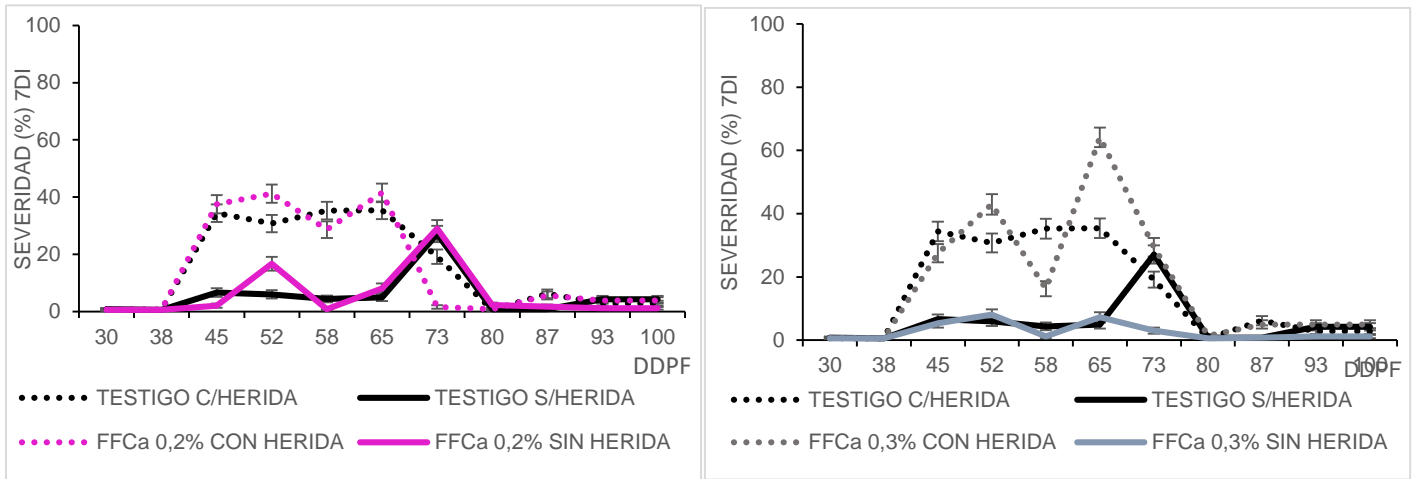 SEVERIDAD (%) 7DI
100
80
60
40
20
0
30 38 45 52 58 65 73 80 87 93 100
DDPF
TESTIGO C/HERIDA TESTIGO S/HERIDA
FFCa 0,2% CON HERIDA FFCa 0,2% SIN HERIDA
SEVERRIDAD (%) 7DI
100
80
60
40
20
0
30 38 45 52 58 65 73 80 87 93 100
DDPF
TESTIGO C/HERIDA TESTIGO S/HERIDA
FFCa 0,3% CON HERIDA FFCa 0,3% SIN HERIDA